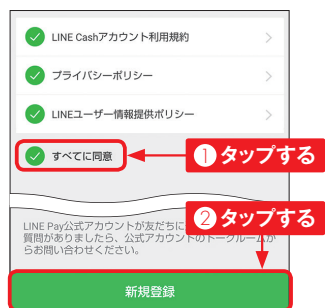 LINE Cashアカウント利用規約
プライバシーポリシー
LINEユーザー情報提供ポリシー
すべてに同意
①タップする
②タップする
LINE Pay公式アカウントが友だちに
質問がありましたら、公式アカウントのトークルームか
らお問い合わせください。
新規登録